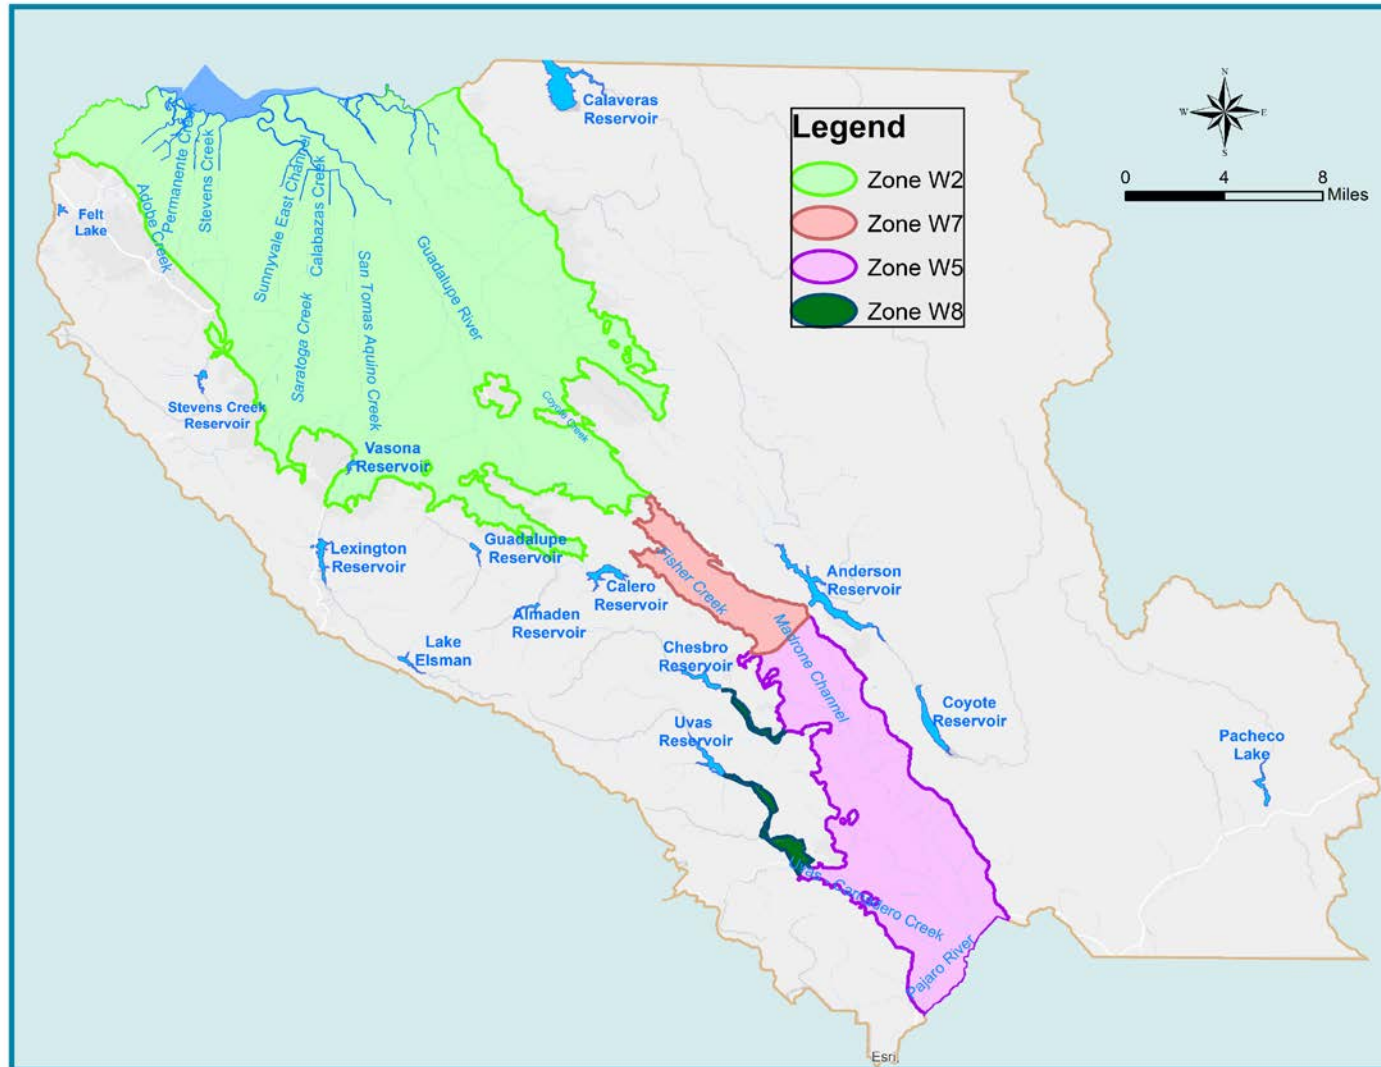 N
W
E
S
0
4
8
Miles
Legend
Zone W2
Zone W7
Zone W5
Zone W8
Calaveras
Reservoir
Permanente Creek
Stevens Creek
Adobe Creek
Sunnyvale East Channel
Calabazas Creek
Saratoga Creek
San Tomas Aquino Creek
Guadalupe River
Coyote Creek
Felt
Lake
Stevens Creek
Reservoir
Vasona
Reservoir
Lexington
Reservoir
Guadalupe
Reservoir
Calero
Reservoir
Almaden
Reservoir
Lake
Elsman
Fisher Creek
Anderson
Reservoir
Madrone Channel
Chesbro
Reservoir
Uvas
Reservoir
Coyote
Reservoir
Pacheco
Lake
Uvas - Carnadero Creek
Pajaro River
Esri,